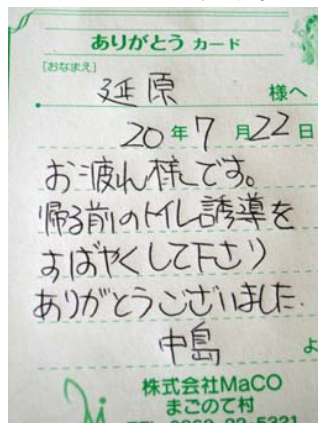 ありがとう カード
[おなまえ]
延原 様へ
20年7月22日
お疲れ様です。
帰る前のトイレ誘導を
すばやくして下さり
ありがとうございました.
中島 よ
株式会社MaCO
まごのて村